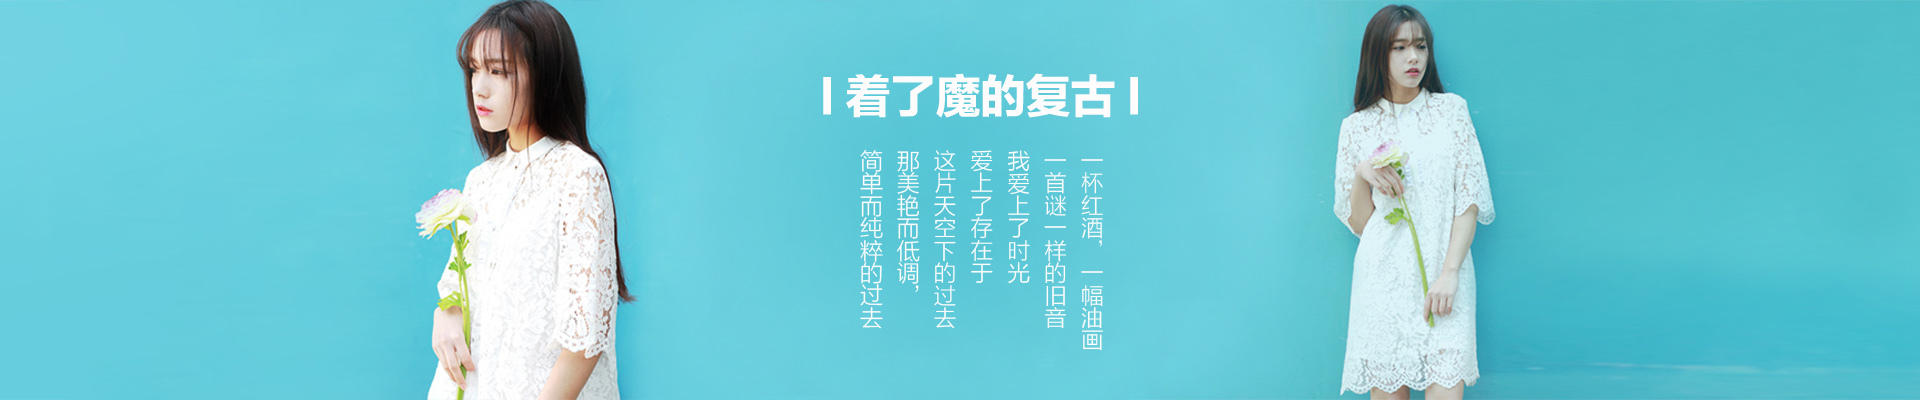 着了魔的复古
一杯红酒，一幅油画
一首谜一样的旧音
我爱上了时光
爱上了存在于
这片天空下的过去
那美艳而低调，
简单而纯粹的过去